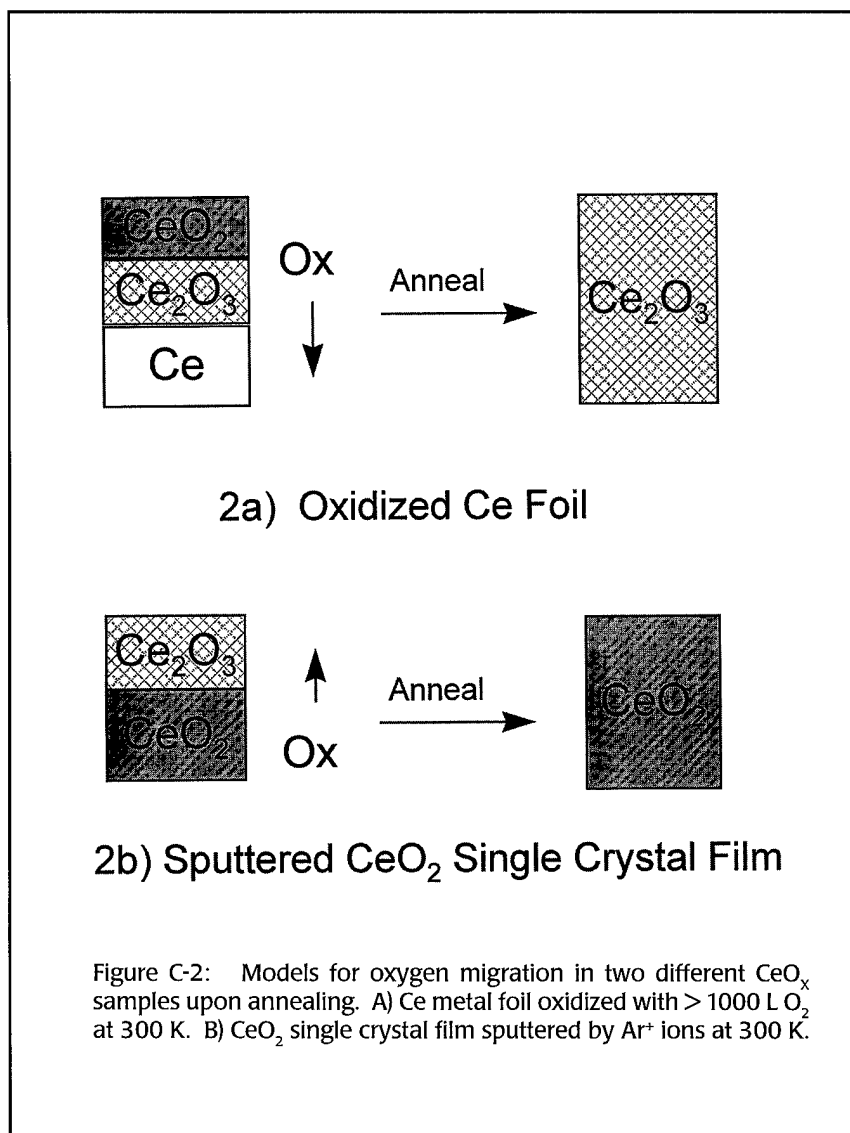 CeO₂
Ce₂O₃
Ce
Ox
Anneal
Ce₂O₃
2a) Oxidized Ce Foil
Ce₂O₃
CeO₂
Ox
Anneal
CeO₂
2b) Sputtered CeO₂ Single Crystal Film
Figure C-2: Models for oxygen migration in two different CeOₓ
samples upon annealing. A) Ce metal foil oxidized with > 1000 L O₂
at 300 K. B) CeO₂ single crystal film sputtered by Ar⁺ ions at 300 K.